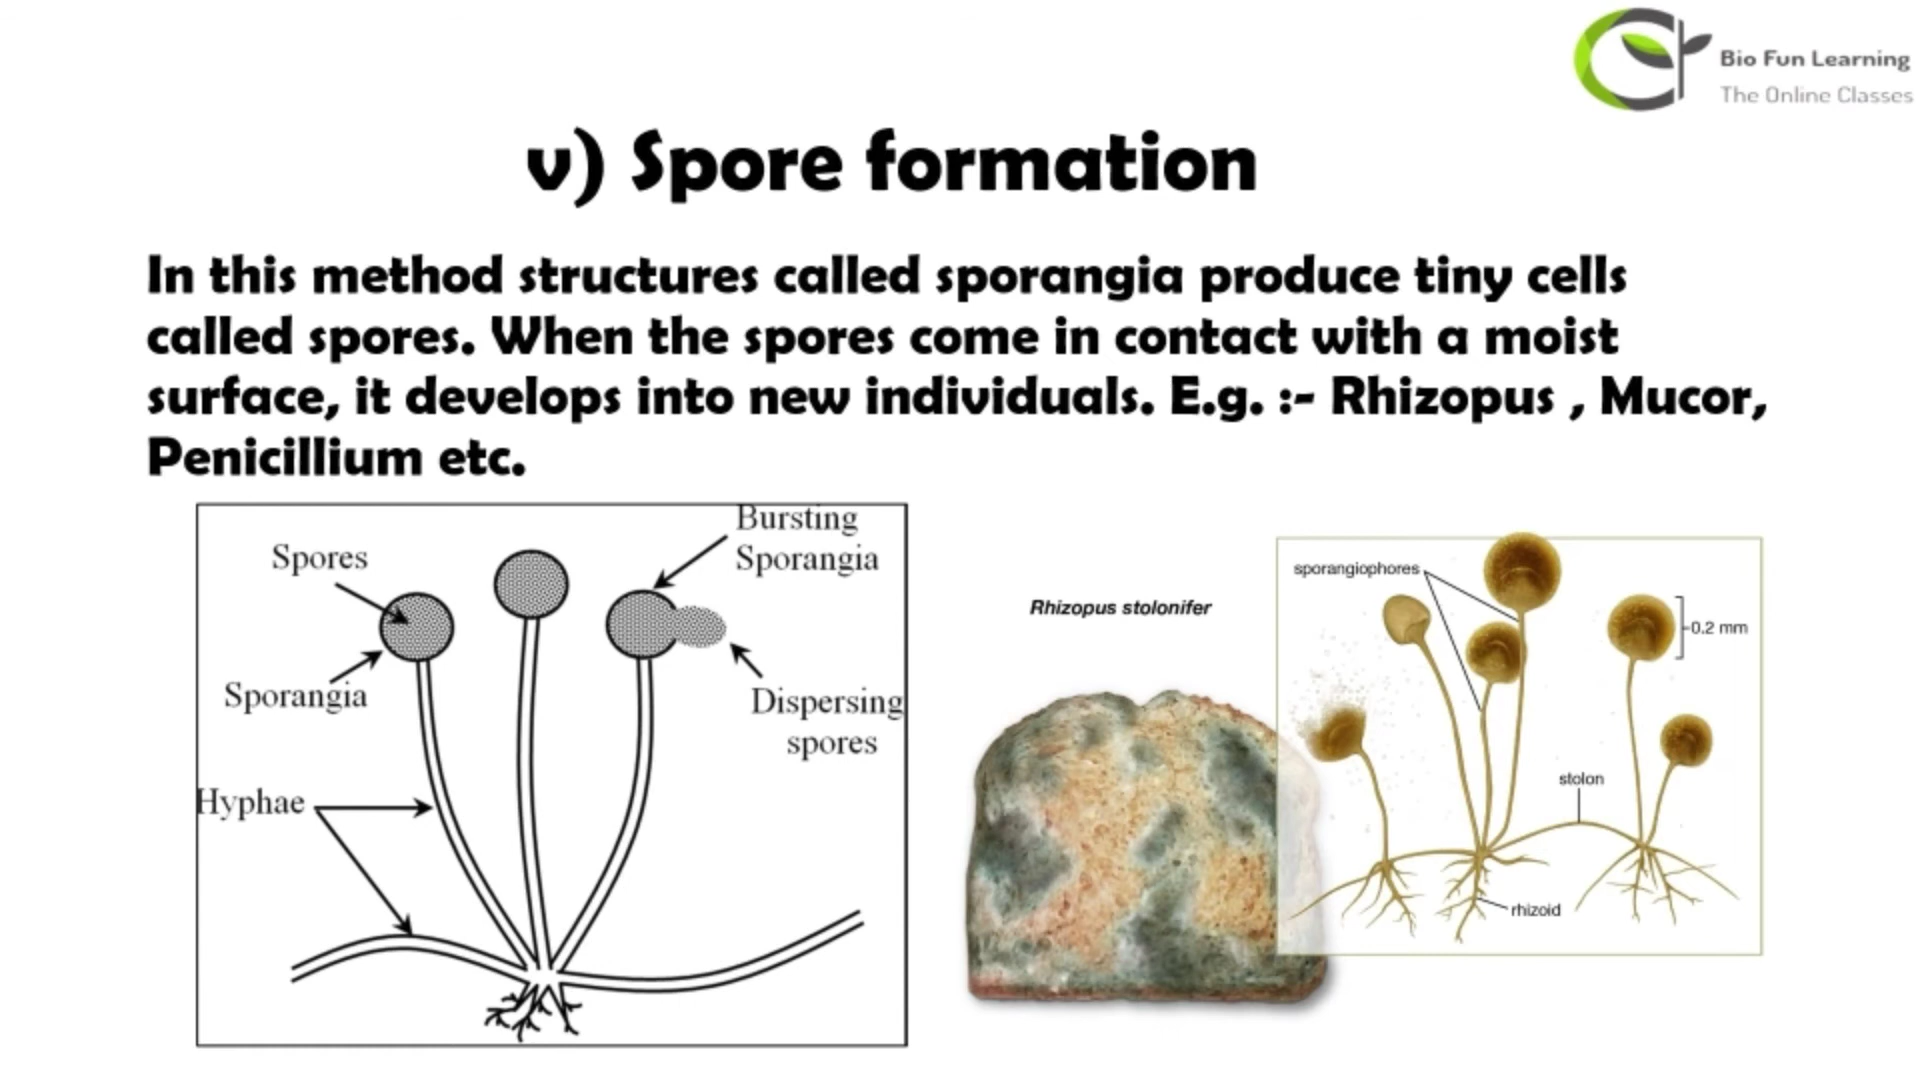 Bio Fun Learning
The Online Classes
v) Spore formation
In this method structures called sporangia produce tiny cells
called spores. When the spores come in contact with a moist
surface, it develops into new individuals. E.g. :- Rhizopus , Mucor,
Penicillium etc.
Spores
Bursting
Sporangia
Sporangia
Dispersing
spores
Hyphae
Rhizopus stolonifer
sporangiophores
0.2 mm
stolon
rhizoid